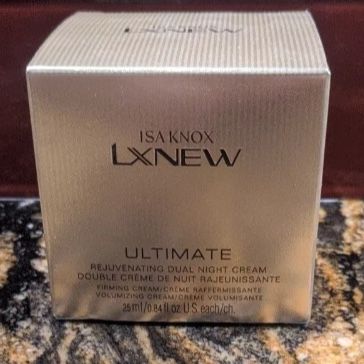 LXNEW
ISA KNOX
LXNEW
ULTIMATE
REJUVENATING DUAL NIGHT CREAM
DOUBLE CRÈME DE NUIT RAJEUNISSANTE
FIRMING CREAM/CRÈME RAFFERMISSANTE
VOLUMIZING CREAM/CRÈME VOLUMISANTE
25 ml/0.84 fl. oz U.S. each/ch.